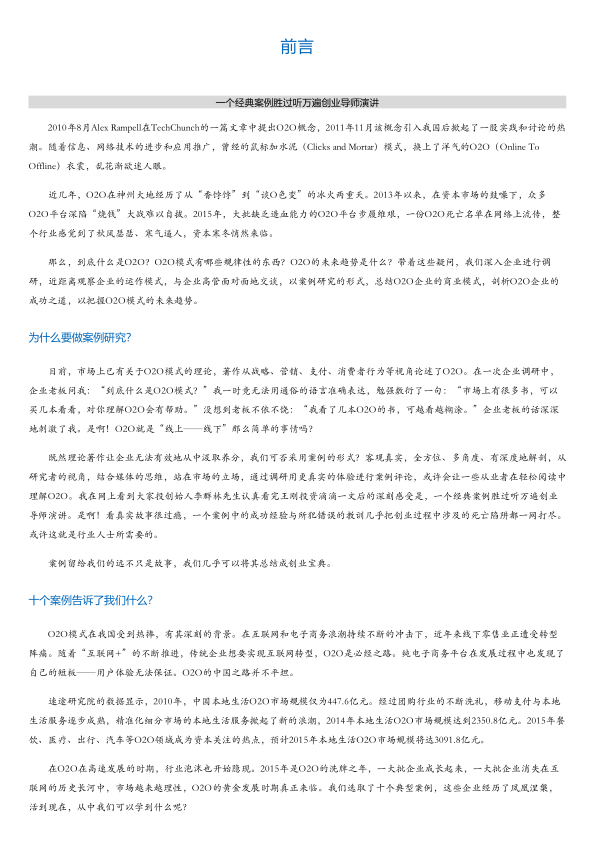 前言
一个经典案例胜过听万遍创业导师演讲
2010年8月Alex Rampell在TechChunch的一篇文章中提出O2O概念，2011年11月该概念引入我国后掀起了一股实践和讨论的热
潮。随着信息、网络技术的进步和应用推广，曾经的鼠标加水泥（Clicks and Mortar）模式，换上了洋气的O2O（Online To
Offline）衣裳，乱花渐欲迷人眼。
近几年，O2O在神州大地经历了从“香饽饽”到“谈O色变”的冰火两重天。2013年以来，在资本市场的鼓噪下，众多
O2O平台深陷“烧钱”大战难以自拔。2015年，大批缺乏造血能力的O2O平台步履维艰，一份O2O死亡名单在网络上流传，整
个行业感觉到了秋风瑟瑟、寒气逼人，资本寒冬悄然来临。
那么，到底什么是O2O？O2O模式有哪些规律性的东西？O2O的未来趋势是什么？带着这些疑问，我们深入企业进行调
研，近距离观察企业的运作模式，与企业高管面对面地交谈，以案例研究的形式，总结O2O企业的商业模式，剖析O2O企业的
成功之道，以把握O2O模式的未来趋势。
为什么要做案例研究？
目前，市场上已有关于O2O模式的理论，著作从战略、营销、支付、消费者行为等视角论述了O2O。在一次企业调研中，
企业老板问我：“到底什么是O2O模式？”我一时竟无法用通俗的语言准确表达，勉强敷衍了一句：“市场上有很多书，可以
买几本看看，对你理解O2O会有帮助。”没想到老板不依不饶：“我看了几本O2O的书，可越看越糊涂。”企业老板的话深深
地刺激了我。是啊！O2O就是“线上——线下”那么简单的事情吗？
既然理论著作让企业无法有效地从中汲取养分，我们可否采用案例的形式？客观真实，全方位、多角度、有深度地解剖，从
研究者的视角，结合媒体的思维，站在市场的立场，通过调研用更真实的体验进行案例评论，或许会让一些从业者在轻松阅读中
理解O2O。我在网上看到大家投创始人李群林先生认真看完王刚投资滴滴一文后的深刻感受是，一个经典案例胜过听万遍创业
导师演讲。是啊！看真实故事很过瘾，一个案例中的成功经验与所犯错误的教训几乎把创业过程中涉及的死亡陷阱都一网打尽。
或许这就是行业人士所需要的。
案例留给我们的远不只是故事，我们几乎可以将其总结成创业宝典。
十个案例告诉了我们什么？
O2O模式在我国受到热捧，有其深刻的背景。在互联网和电子商务浪潮持续不断的冲击下，近年来线下零售业正遭受转型
阵痛。随着“互联网+”的不断推进，传统企业想要实现互联网转型，O2O是必经之路。纯电子商务平台在发展过程中也发现了
自己的短板——用户体验无法保证。O2O的中国之路并不平坦。
速途研究院的数据显示，2010年，中国本地生活O2O市场规模仅为447.6亿元。经过团购行业的不断洗礼，移动支付与本地
生活服务逐步成熟，精准化细分市场的本地生活服务掀起了新的浪潮，2014年本地生活O2O市场规模达到2350.8亿元。2015年餐
饮、医疗、出行、汽车等O2O领域成为资本关注的热点，预计2015年本地生活O2O市场规模将达3091.8亿元。
在O2O在高速发展的时期，行业泡沫也开始隐现。2015年是O2O的洗牌之年，一大批企业成长起来，一大批企业消失在互
联网的历史长河中，市场越来越理性，O2O的黄金发展时期真正来临。我们选取了十个典型案例，这些企业经历了凤凰涅槃，
活到现在，从中我们可以学到什么呢？